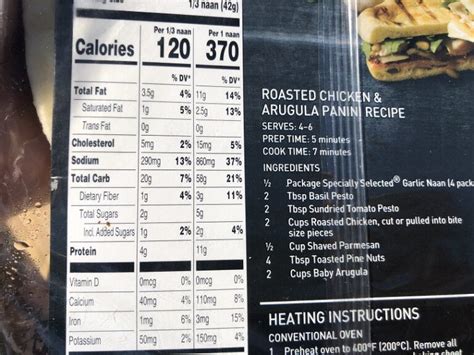 1/3 naan (42g)
Per 1/3 naan Per 1 naan
Calories 120 370
% DV* % DV*
Total Fat 3.5g 4% 11g 14%
Saturated Fat 1g 5% 2.5g 13%
Trans Fat 0g 0g
Cholesterol 5mg 2% 15mg 5%
Sodium 290mg 13% 860mg 37%
Total Carb 20g 7% 58g 21%
Dietary Fiber 1g 4% 3g 11%
Total Sugars 2g 5g
Incl. Added Sugars 1g 2% 2g 4%
Protein 4g 11g
Vitamin D 0mcg 0% 0mcg 0%
Calcium 40mg 4% 110mg 8%
Iron 1mg 6% 3mg 15%
Potassium 50mg 2% 150mg 4%
ROASTED CHICKEN &
ARUGULA PANINI RECIPE
SERVES: 4-6
PREP TIME: 5 minutes
COOK TIME: 7 minutes
INGREDIENTS
½ Package Specially Selected® Garlic Naan (4 pack
2 Tbsp Basil Pesto
2 Tbsp Sundried Tomato Pesto
2 Cups Roasted Chicken, cut or pulled into bite
size pieces
½ Cup Shaved Parmesan
4 Tbsp Toasted Pine Nuts
2 Cups Baby Arugula
HEATING INSTRUCTIONS
CONVENTIONAL OVEN
1 Preheat oven to 400°F (200°C). Remove all